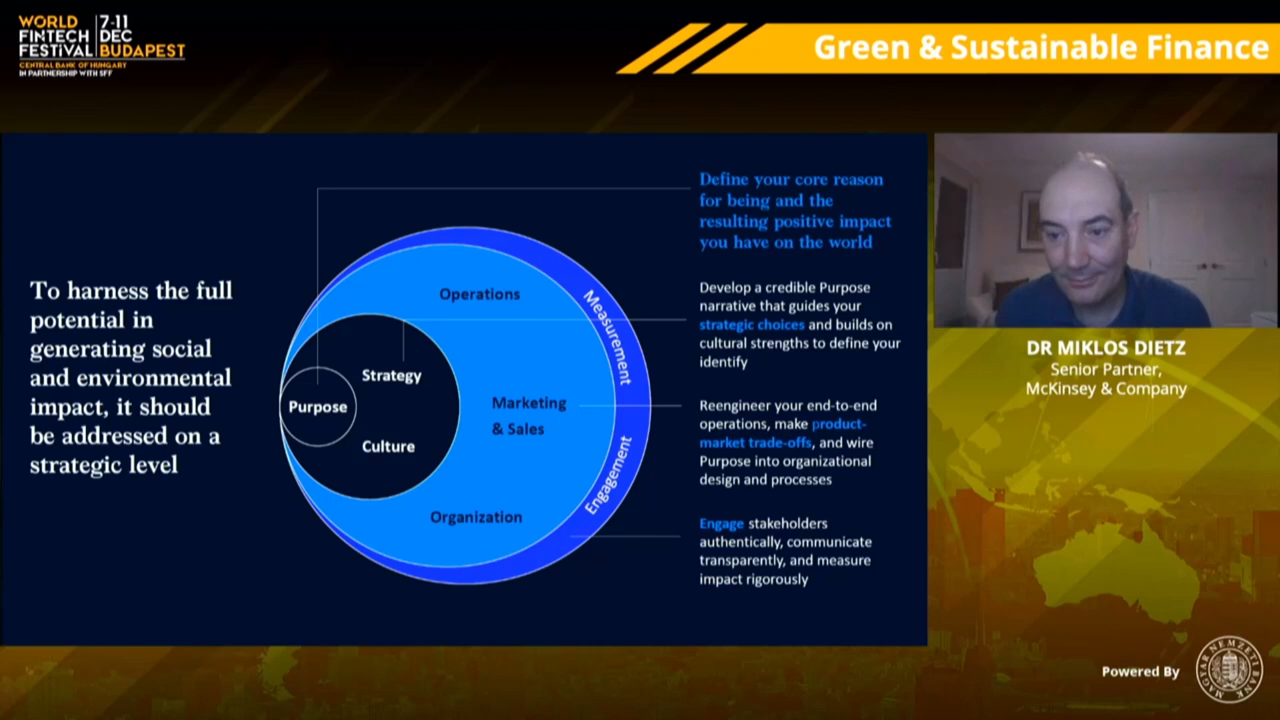 WORLD
FINTECH
FESTIVAL
7-11
DEC
BUDAPEST
CENTRAL BANK OF HUNGARY
IN PARTNERSHIP WITH SFF
Green & Sustainable Finance
To harness the full
potential in
generating social
and environmental
impact, it should
be addressed on a
strategic level
Purpose
Strategy
Culture
Operations
Marketing
& Sales
Organization
Measurement
Engagement
Define your core reason
for being and the
resulting positive impact
you have on the world
Develop a credible Purpose
narrative that guides your
strategic choices and builds on
cultural strengths to define your
identify
Reengineer your end-to-end
operations, make product-
market trade-offs, and wire
Purpose into organizational
design and processes
Engage stakeholders
authentically, communicate
transparently, and measure
impact rigorously
DR MIKLOS DIETZ
Senior Partner,
McKinsey & Company
Powered By
MAGYAR NEMZETI BANK